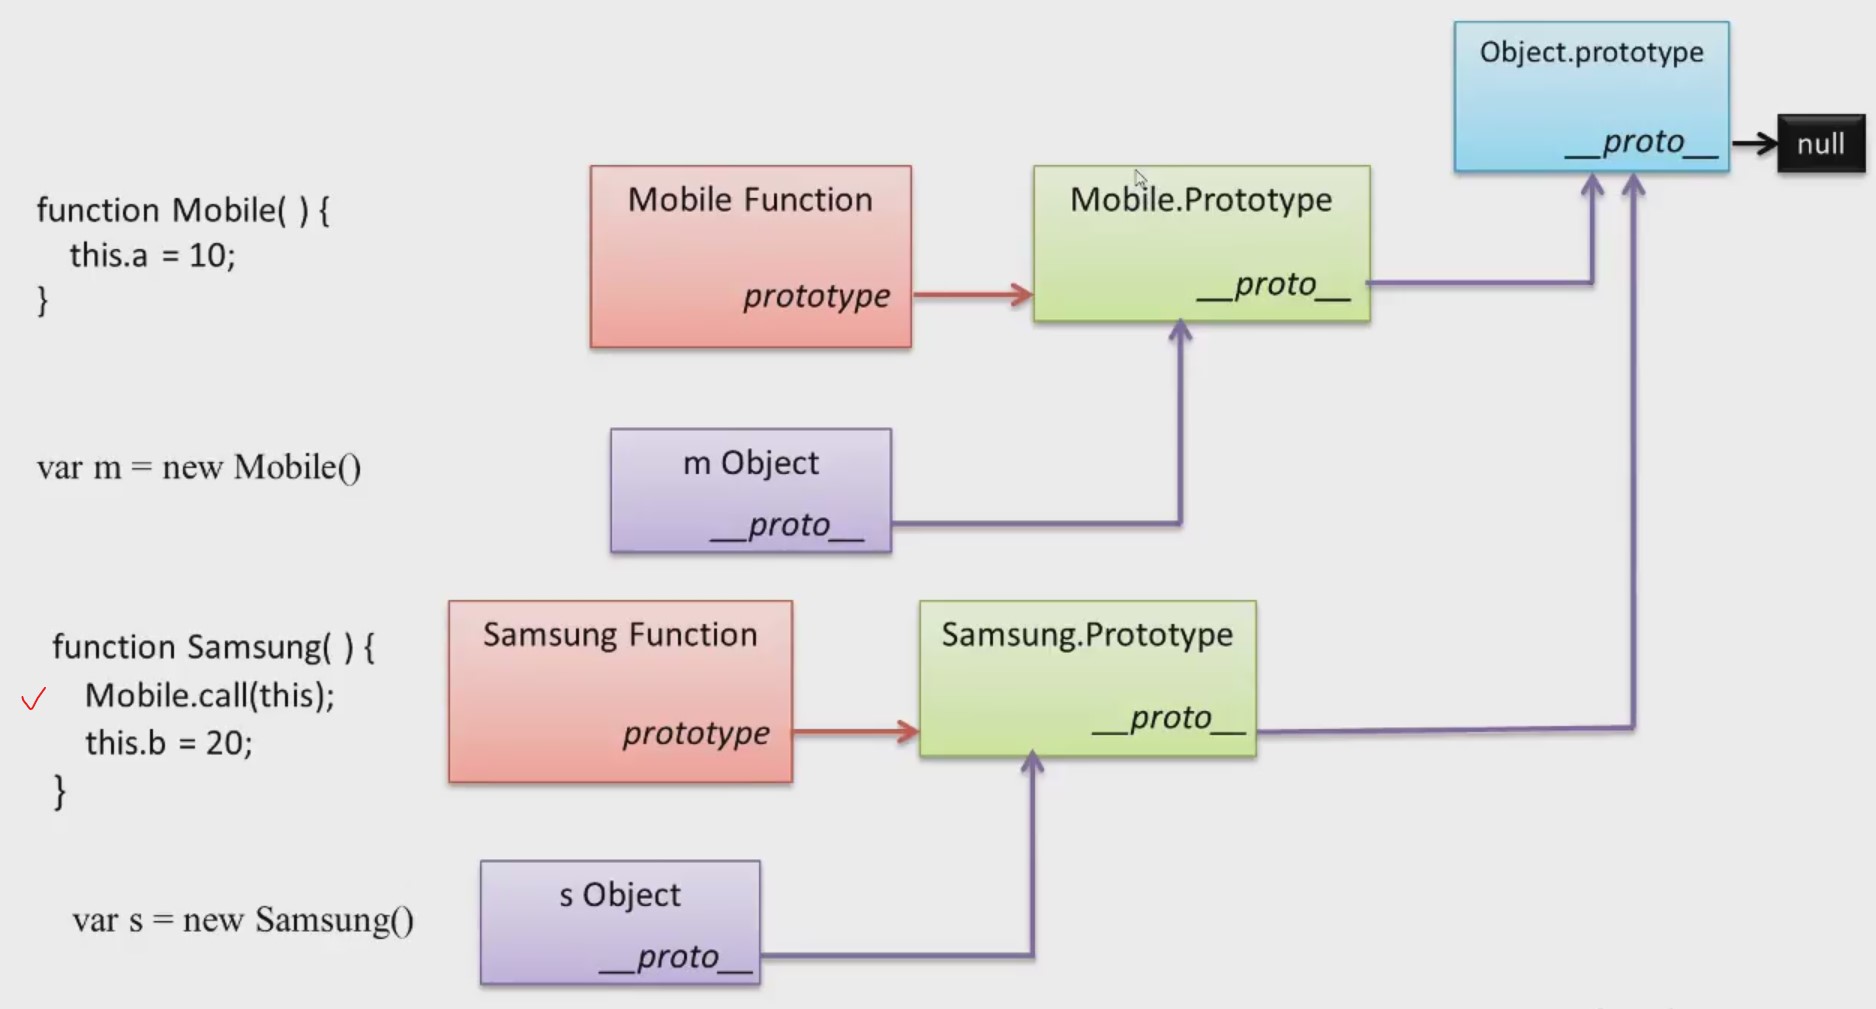 Object.prototype
__proto__
null
function Mobile( ) {
this.a = 10;
}
Mobile Function
prototype
Mobile.Prototype
__proto__
var m = new Mobile()
m Object
__proto__
function Samsung( ) {
Mobile.call(this);
this.b = 20;
}
Samsung Function
prototype
Samsung.Prototype
__proto__
var s = new Samsung()
s Object
__proto__